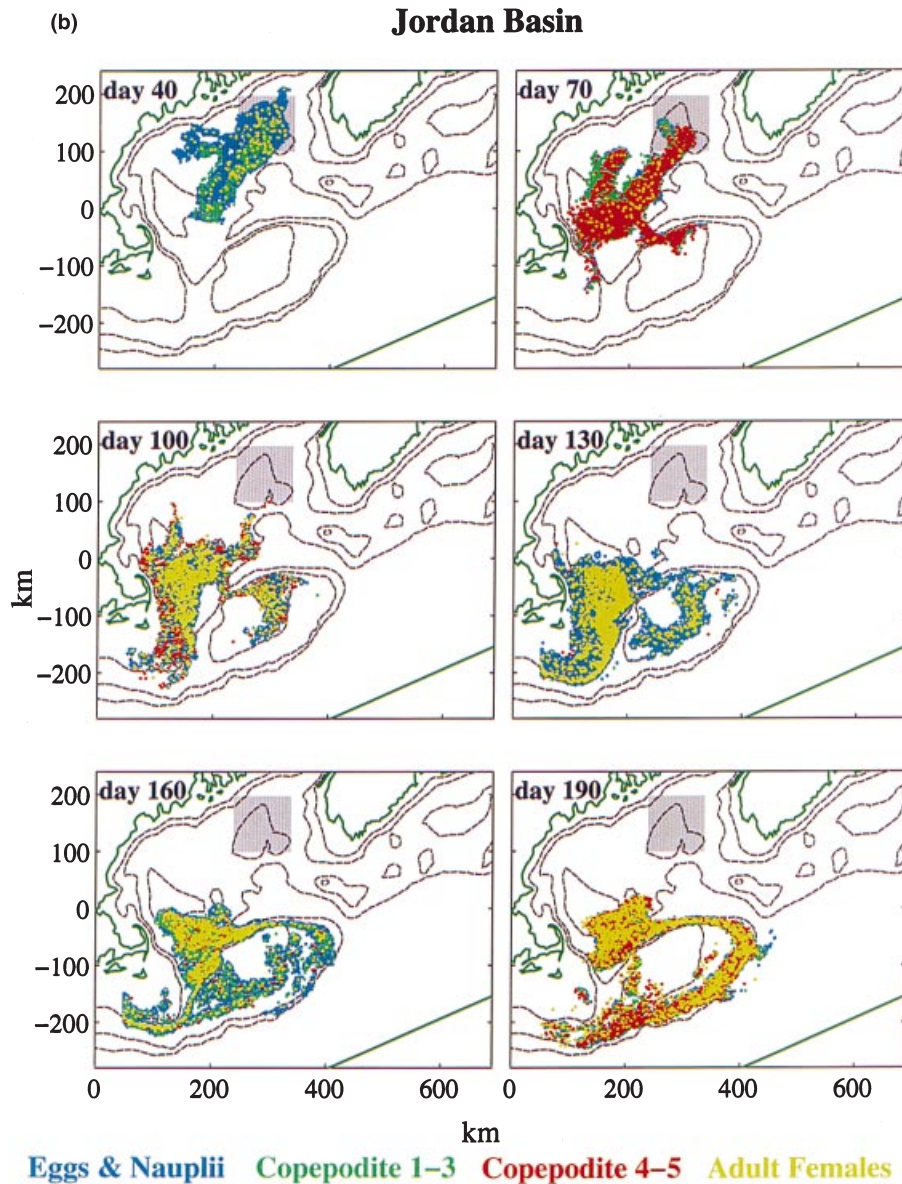 (b)
Jordan Basin
day 40
day 70
200
100
0
−100
−200
day 100
day 130
200
100
0
−100
−200
km
day 160
day 190
200
100
0
−100
−200
0 200 400 600
0 200 400 600
km
Eggs & Nauplii Copepodite 1–3 Copepodite 4–5 Adult Females